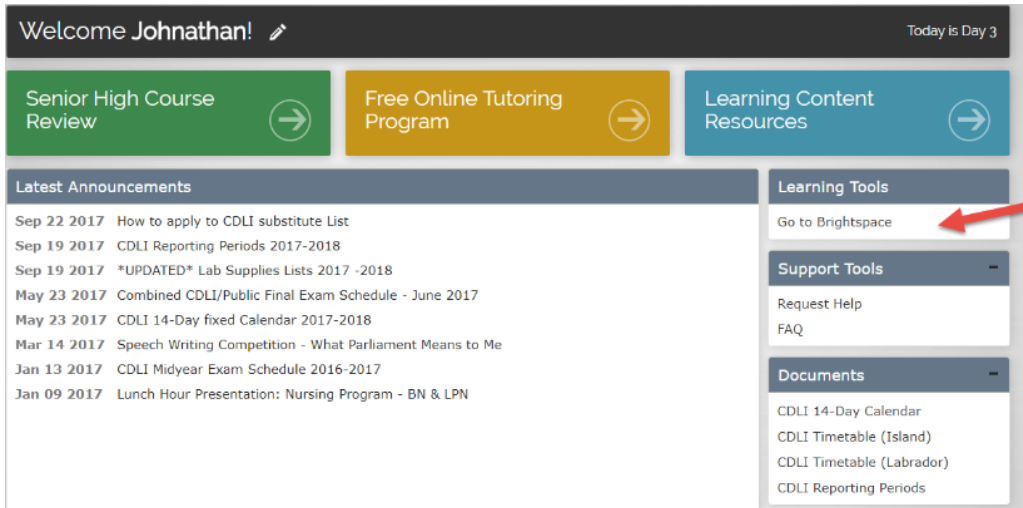 Welcome Johnathan!
Today is Day 3
Senior High Course
Review
Free Online Tutoring
Program
Learning Content
Resources
Latest Announcements
Sep 22 2017 How to apply to CDLI substitute List
Sep 19 2017 CDLI Reporting Periods 2017-2018
Sep 19 2017 *UPDATED* Lab Supplies Lists 2017 -2018
May 23 2017 Combined CDLI/Public Final Exam Schedule - June 2017
May 23 2017 CDLI 14-Day fixed Calendar 2017-2018
Mar 14 2017 Speech Writing Competition - What Parliament Means to Me
Jan 13 2017 CDLI Midyear Exam Schedule 2016-2017
Jan 09 2017 Lunch Hour Presentation: Nursing Program - BN & LPN
Learning Tools
Go to Brightspace
Support Tools
Request Help
FAQ
Documents
CDLI 14-Day Calendar
CDLI Timetable (Island)
CDLI Timetable (Labrador)
CDLI Reporting Periods